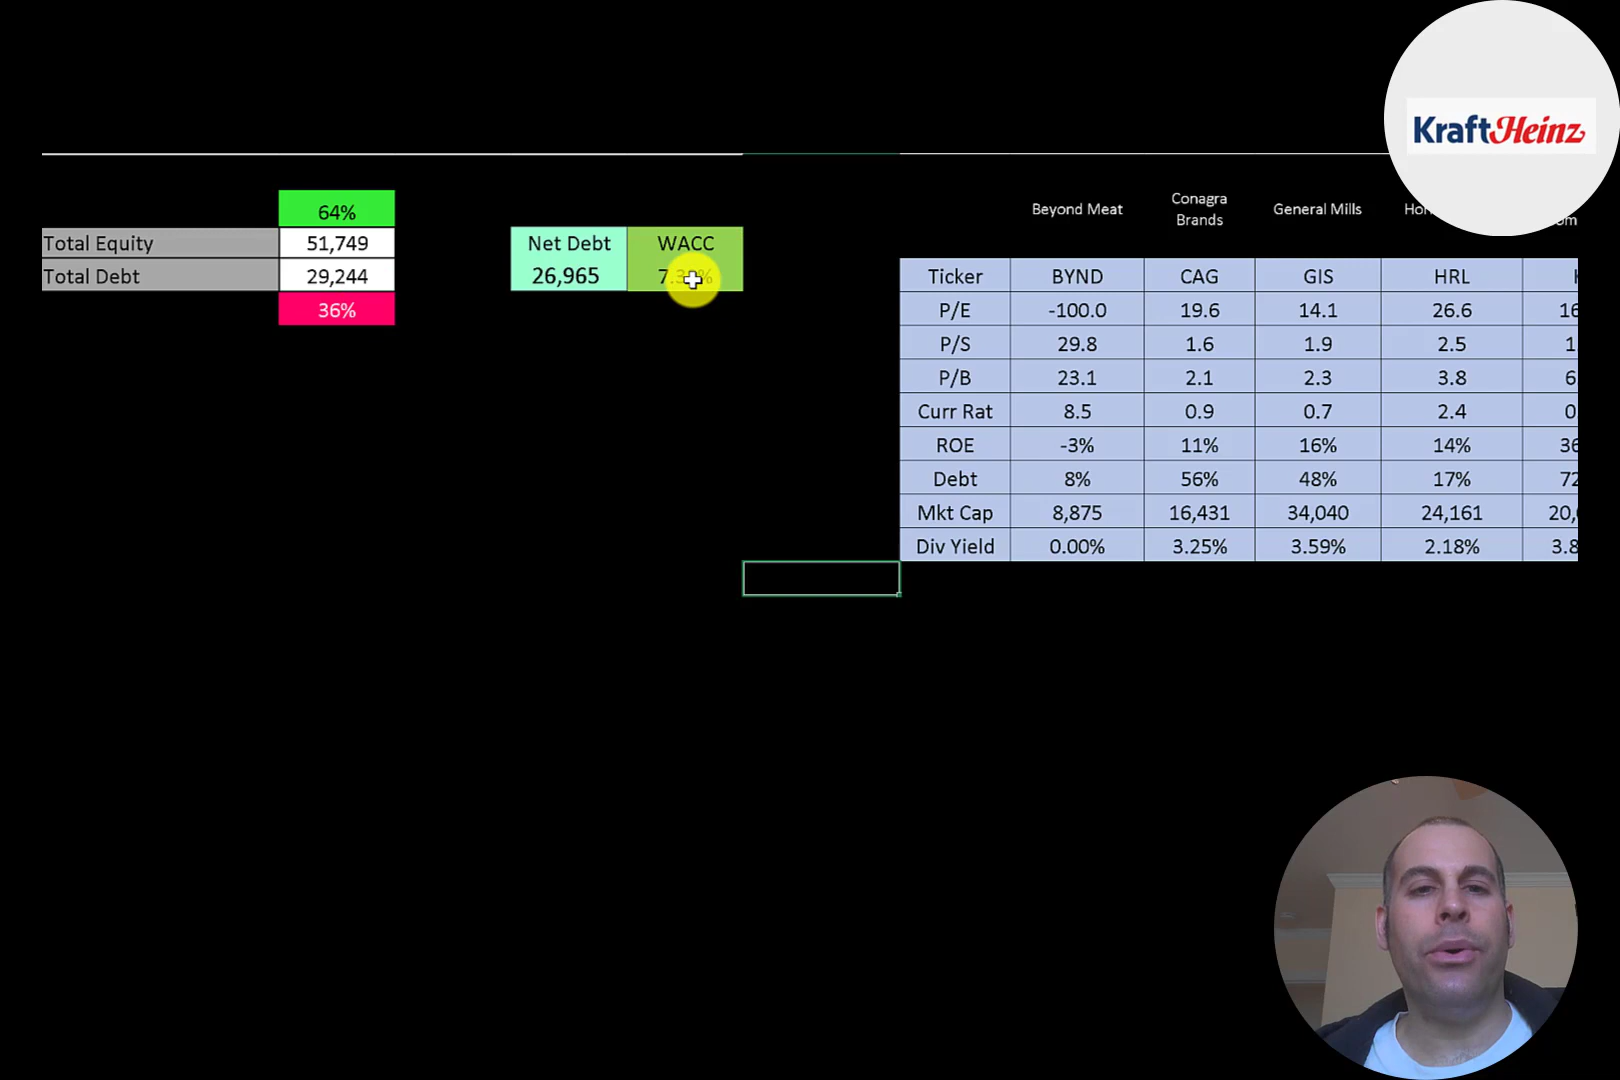 KraftHeinz
64%
Total Equity 51,749
Total Debt 29,244
36%
Net Debt WACC
26,965
Beyond Meat Conagra Brands General Mills
Ticker BYND CAG GIS HRL
P/E -100.0 19.6 14.1 26.6
P/S 29.8 1.6 1.9 2.5
P/B 23.1 2.1 2.3 3.8
Curr Rat 8.5 0.9 0.7 2.4
ROE -3% 11% 16% 14%
Debt 8% 56% 48% 17%
Mkt Cap 8,875 16,431 34,040 24,161
Div Yield 0.00% 3.25% 3.59% 2.18%